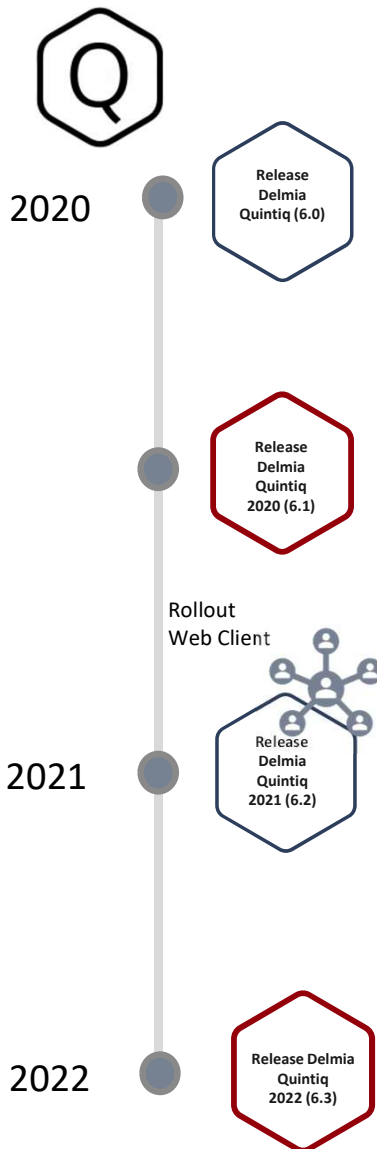 Q
2020
Release
Delmia
Quintiq (6.0)
Release
Delmia
Quintiq
2020 (6.1)
Rollout
Web Client
2021
Release
Delmia
Quintiq
2021 (6.2)
2022
Release Delmia
Quintiq
2022 (6.3)